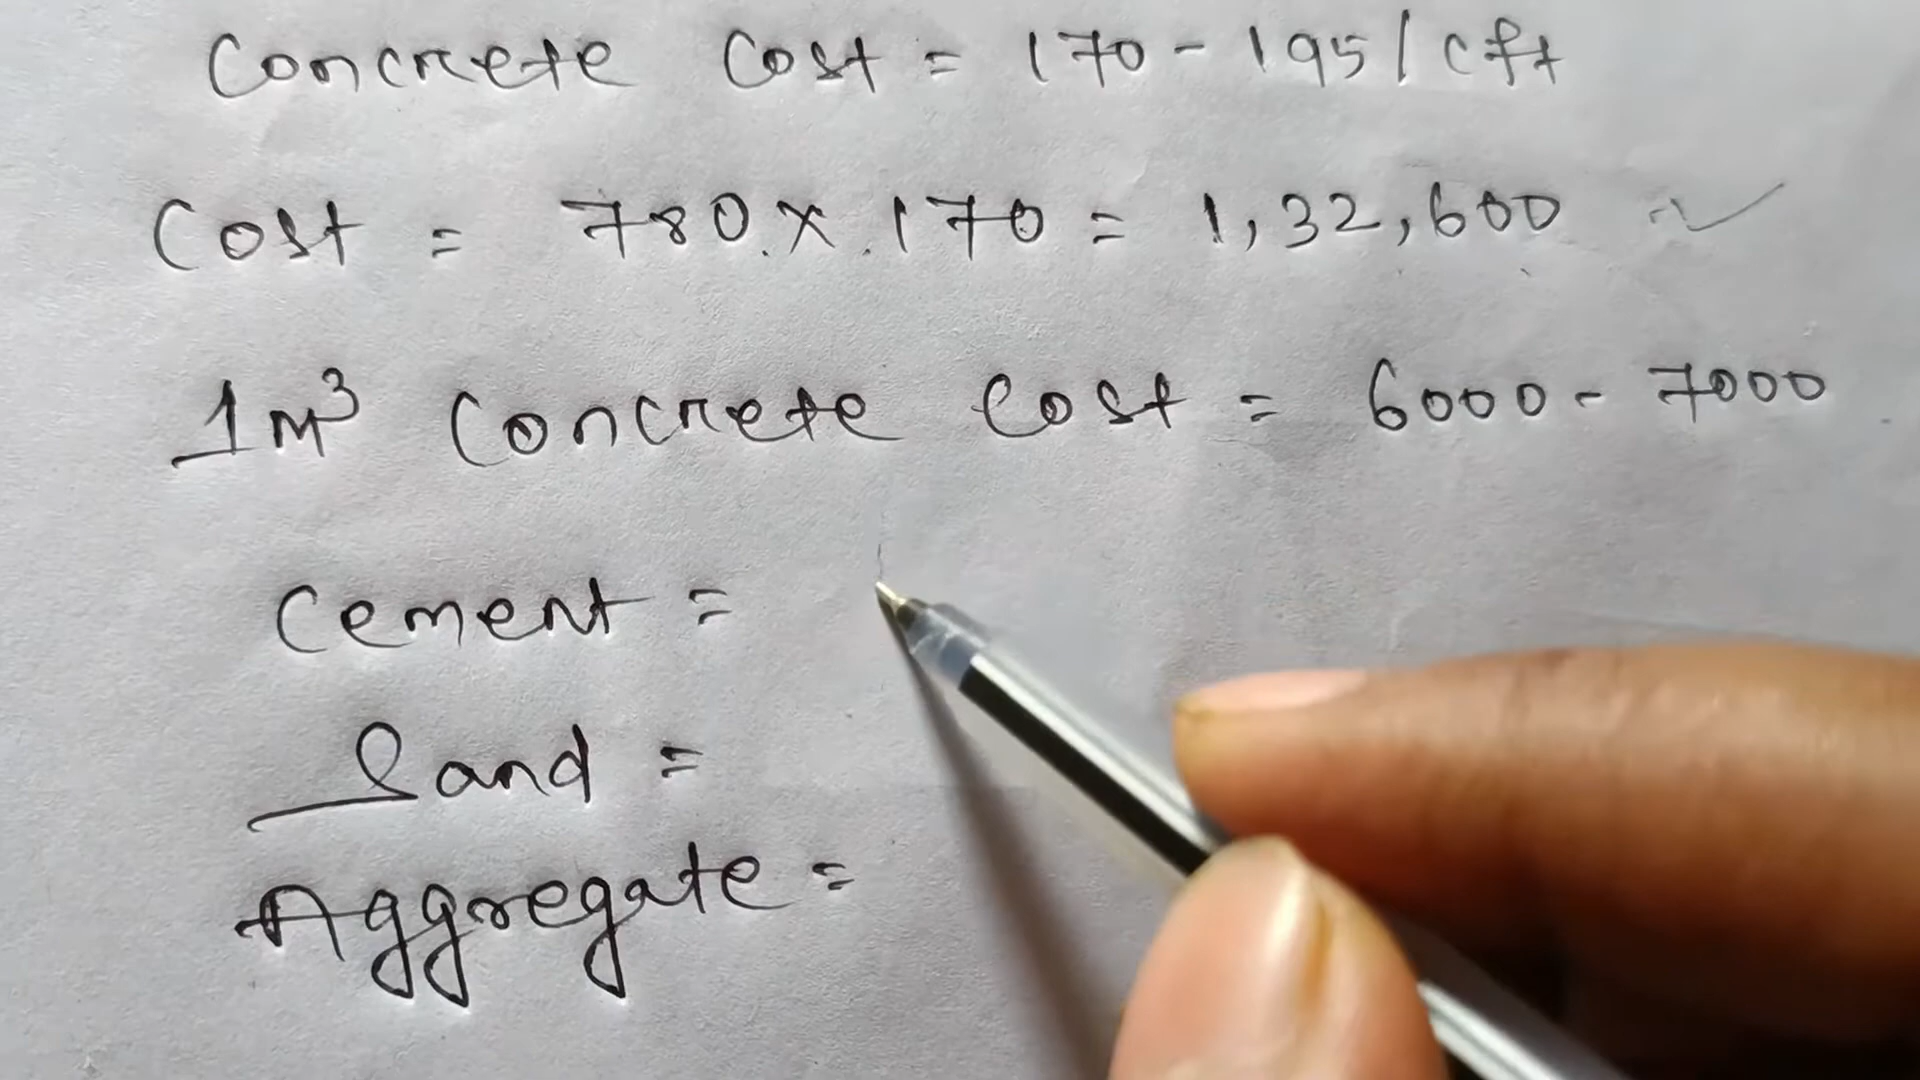 Concrete Cost = 170 - 195/cft
Cost = 780 × 170 = 1,32,600
1m³ Concrete Cost = 6000 - 7000
Cement =
Sand =
Aggregate =